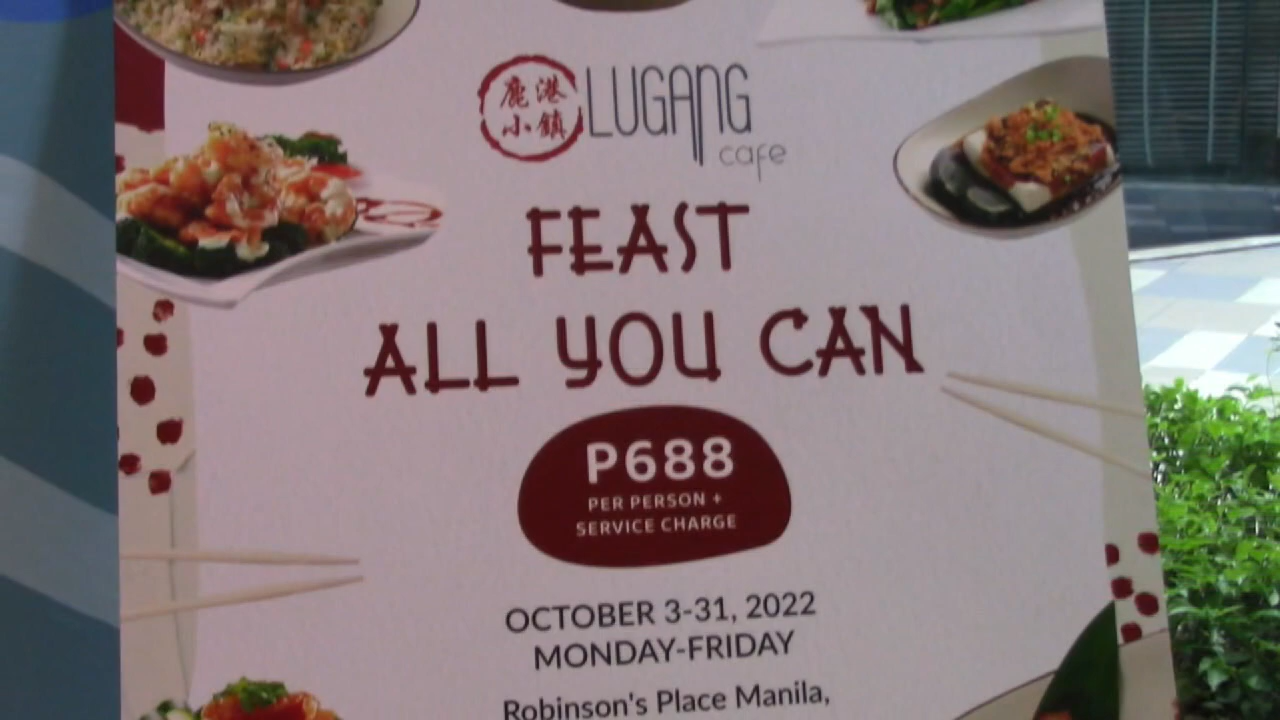 鹿港
小鎮
LUGANG
cafe
FEAST
ALL YOU CAN
P688
PER PERSON +
SERVICE CHARGE
OCTOBER 3-31, 2022
MONDAY-FRIDAY
Robinson's Place Manila,